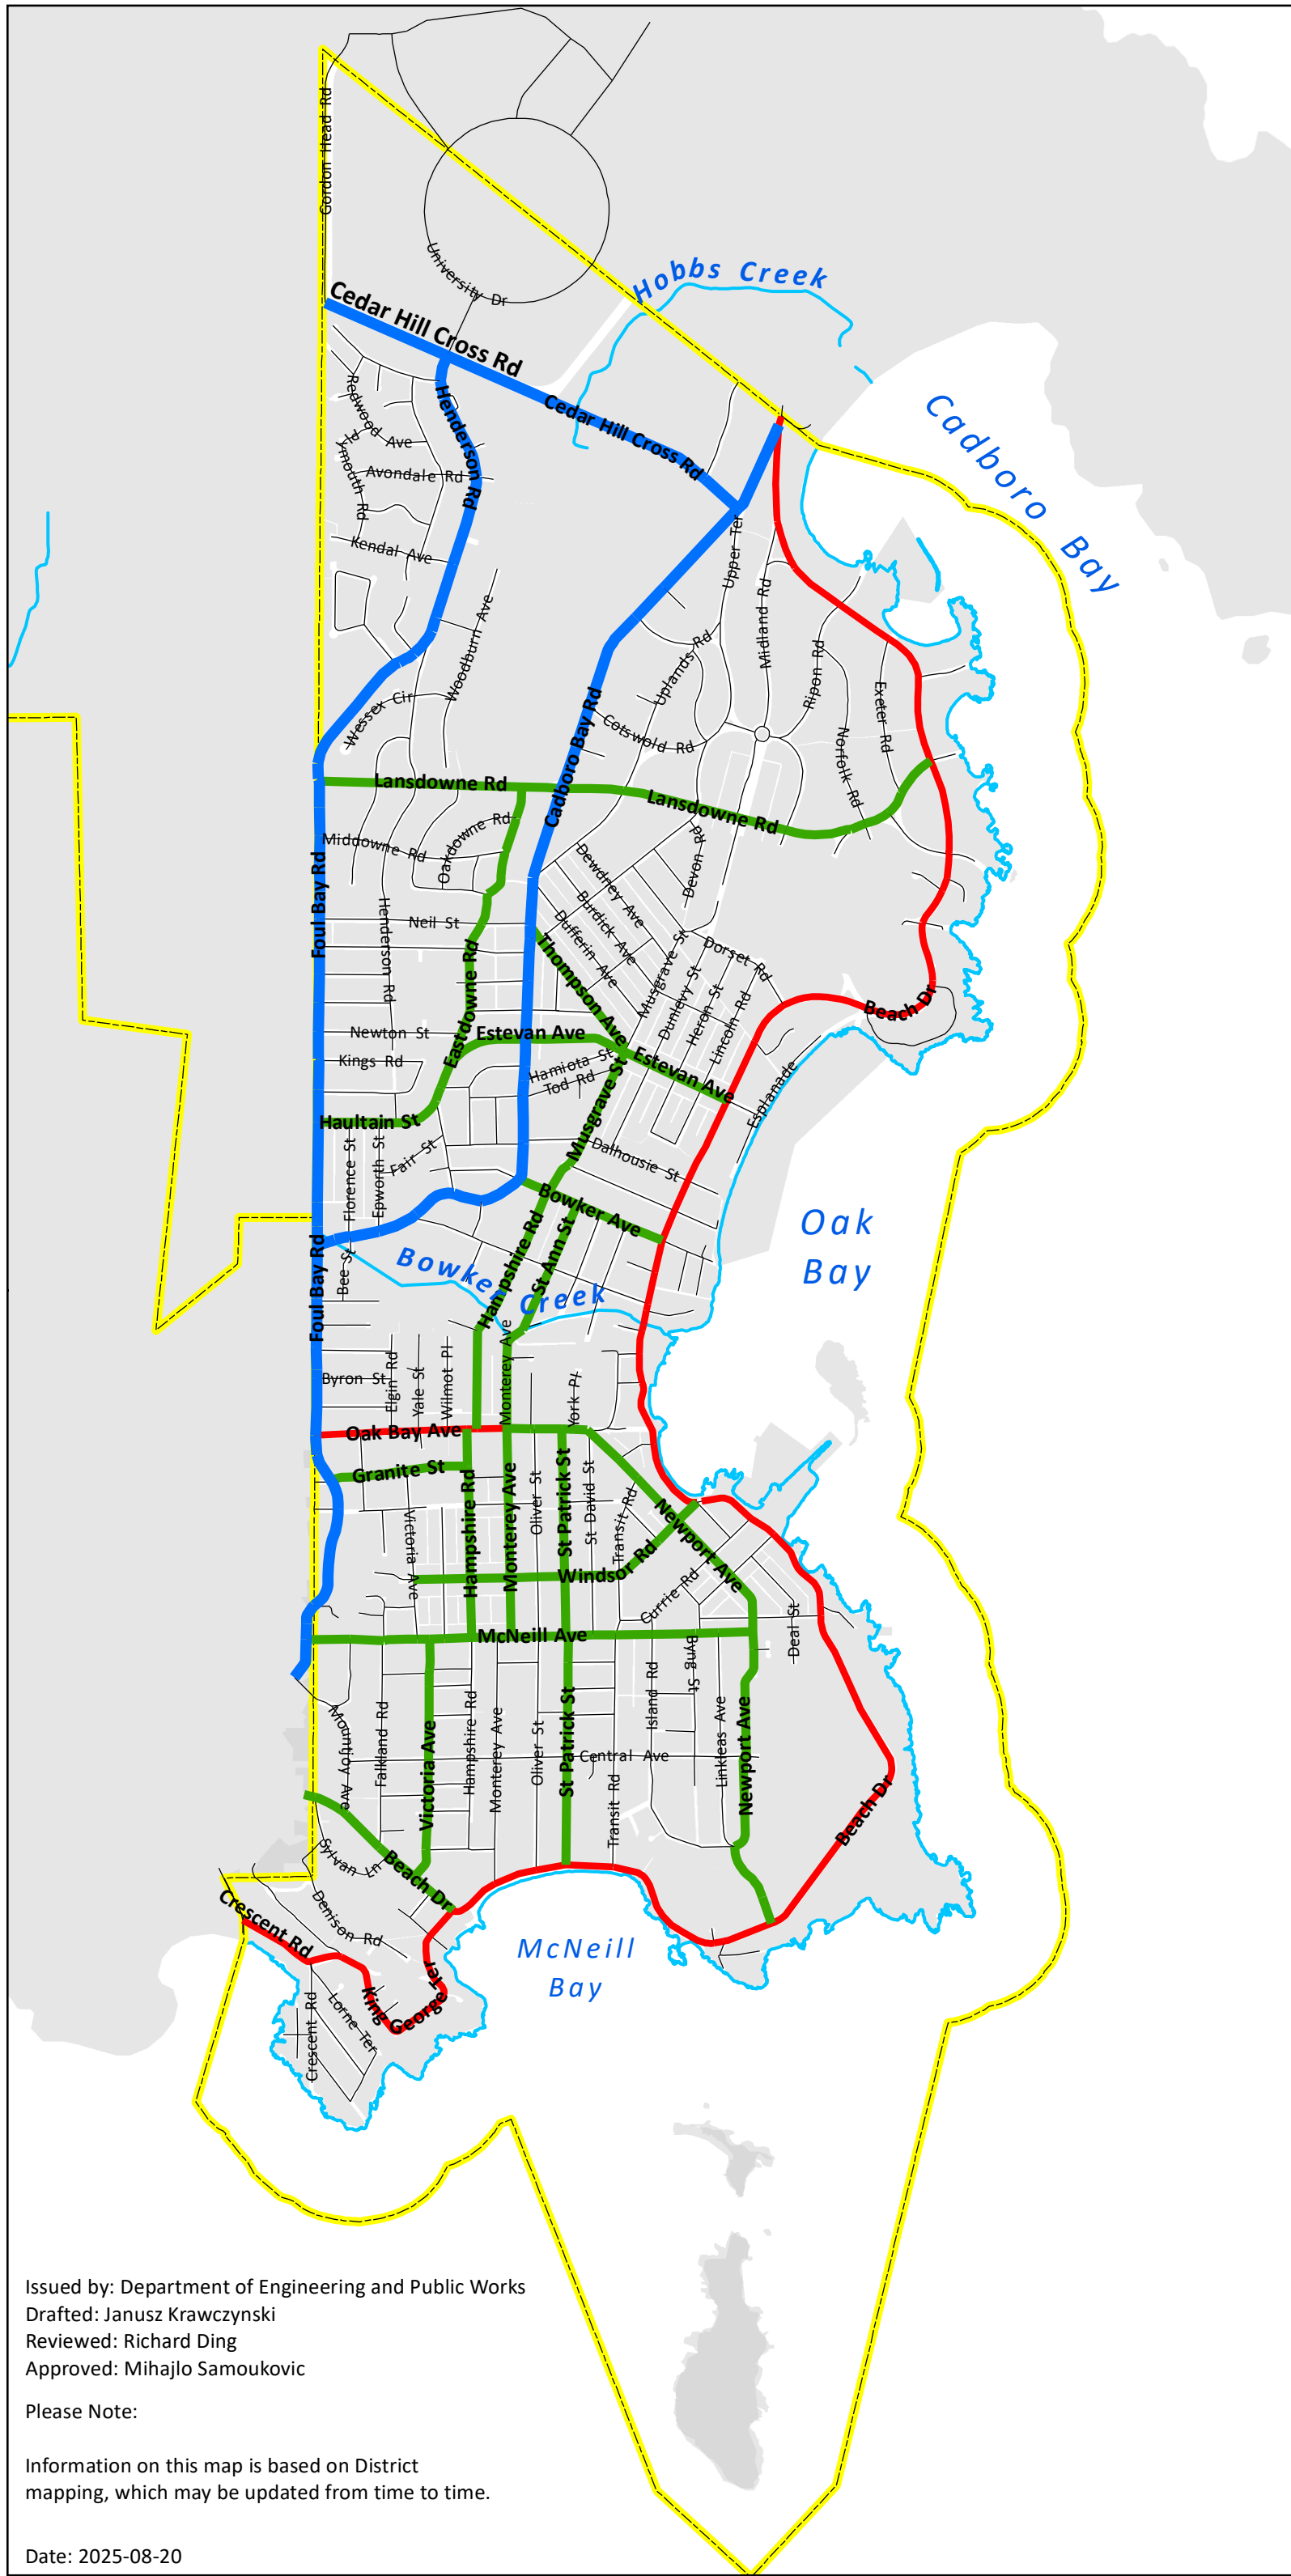 Gordon Head Rd
University Dr
Hobbs Creek
Cedar Hill Cross Rd
Cedar Hill Cross Rd
Cadboro Bay
Redwood Ave
Henderson Rd
Plymouth Rd
Avondale Rd
Kendal Ave
Upper Ter
Midland Rd
Woodburn Ave
Uplands Rd
Ripon Rd
Exeter Rd
Wessex Cir
Cadboro Bay Rd
Cotswold Rd
Norfolk Rd
Lansdowne Rd
Lansdowne Rd
Middowne Rd
Oakdowne Rd
Devon Rd
Dewdney Ave
Foul Bay Rd
Burdick Ave
Dufferin Ave
Henderson Rd
Neil St
Musgrave St
Dorset Rd
Thompson Ave
Eastdowne Rd
Dunlevy St
Heron St
Lincoln Rd
Beach Dr
Newton St
Estevan Ave
Estevan Ave
Kings Rd
Hamiota St
Tod Rd
Esplanade
Musgrave St
Haultain St
Florence St
Epworth St
Fair St
Dalhousie St
Bowker Ave
Oak
Bay
Hampshire Rd
St Ann St
Foul Bay Rd
Bee St
Bowker Creek
Byron St
Elgin Rd
Yale St
Wilmot Pl
Monterey Ave
York Pl
Oak Bay Ave
Granite St
Hampshire Rd
Monterey Ave
Oliver St
St Patrick St
St David St
Transit Rd
Newport Ave
Victoria Ave
Windsor Rd
Currie Rd
Deal St
McNeill Ave
Byng St
Mountjoy Ave
Falkland Rd
Victoria Ave
Hampshire Rd
Monterey Ave
Oliver St
St Patrick St
Central Ave
Island Rd
Transit Rd
Linkleas Ave
Newport Ave
Beach Dr
Sylvan Ln
Beach Dr
Crescent Rd
Denison Rd
McNeill
Bay
King George Ter
Lorne Ter
Crescent Rd
Issued by: Department of Engineering and Public Works
Drafted: Janusz Krawczynski
Reviewed: Richard Ding
Approved: Mihajlo Samoukovic
Please Note:
Information on this map is based on District
mapping, which may be updated from time to time.
Date: 2025-08-20